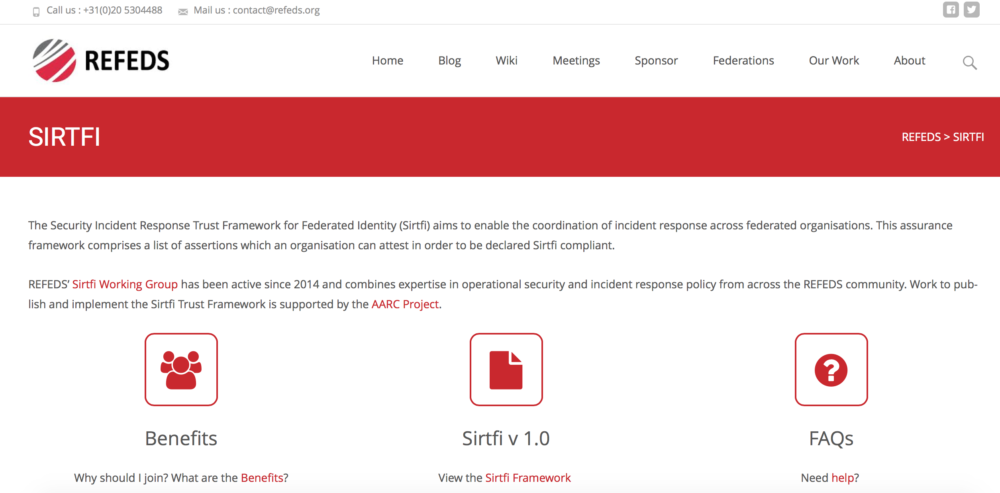 Call us : +31(0)20 5304488 Mail us : contact@refeds.org
REFEDS
Home Blog Wiki Meetings Sponsor Federations Our Work About
SIRTFI
REFEDS > SIRTFI
The Security Incident Response Trust Framework for Federated Identity (Sirtfi) aims to enable the coordination of incident response across federated organisations. This assurance
framework comprises a list of assertions which an organisation can attest in order to be declared Sirtfi compliant.
REFEDS’ Sirtfi Working Group has been active since 2014 and combines expertise in operational security and incident response policy from across the REFEDS community. Work to pub-
lish and implement the Sirtfi Trust Framework is supported by the AARC Project.
Benefits
Why should I join? What are the Benefits?
Sirtfi v 1.0
View the Sirtfi Framework
FAQs
Need help?